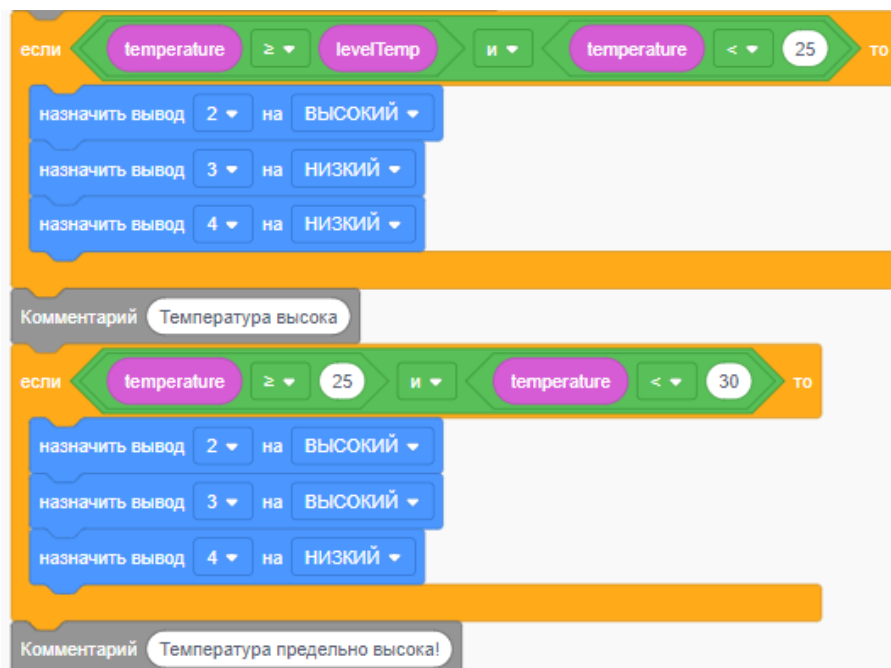 если temperature ≥ levelTemp и temperature < 25 то
назначить вывод 2 на ВЫСОКИЙ
назначить вывод 3 на НИЗКИЙ
назначить вывод 4 на НИЗКИЙ
Комментарий Температура высока
если temperature ≥ 25 и temperature < 30 то
назначить вывод 2 на ВЫСОКИЙ
назначить вывод 3 на ВЫСОКИЙ
назначить вывод 4 на НИЗКИЙ
Комментарий Температура предельно высока!